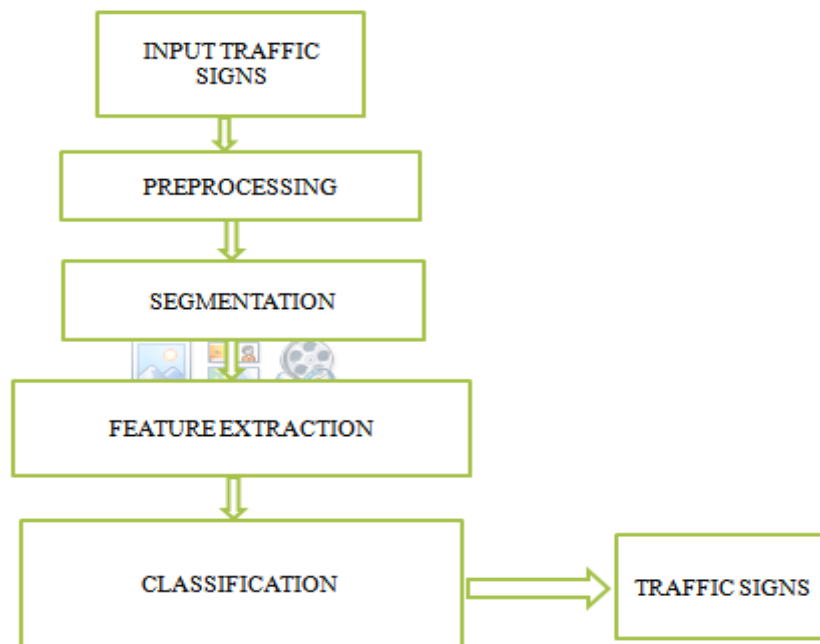 INPUT TRAFFIC
SIGNS
PREPROCESSING
SEGMENTATION
FEATURE EXTRACTION
CLASSIFICATION
TRAFFIC SIGNS